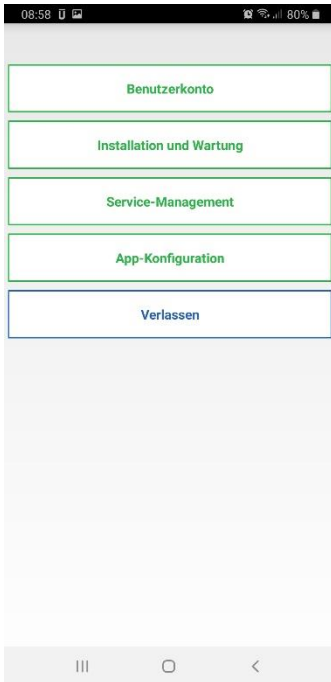 08:58
80%
Benutzerkonto
Installation und Wartung
Service-Management
App-Konfiguration
Verlassen